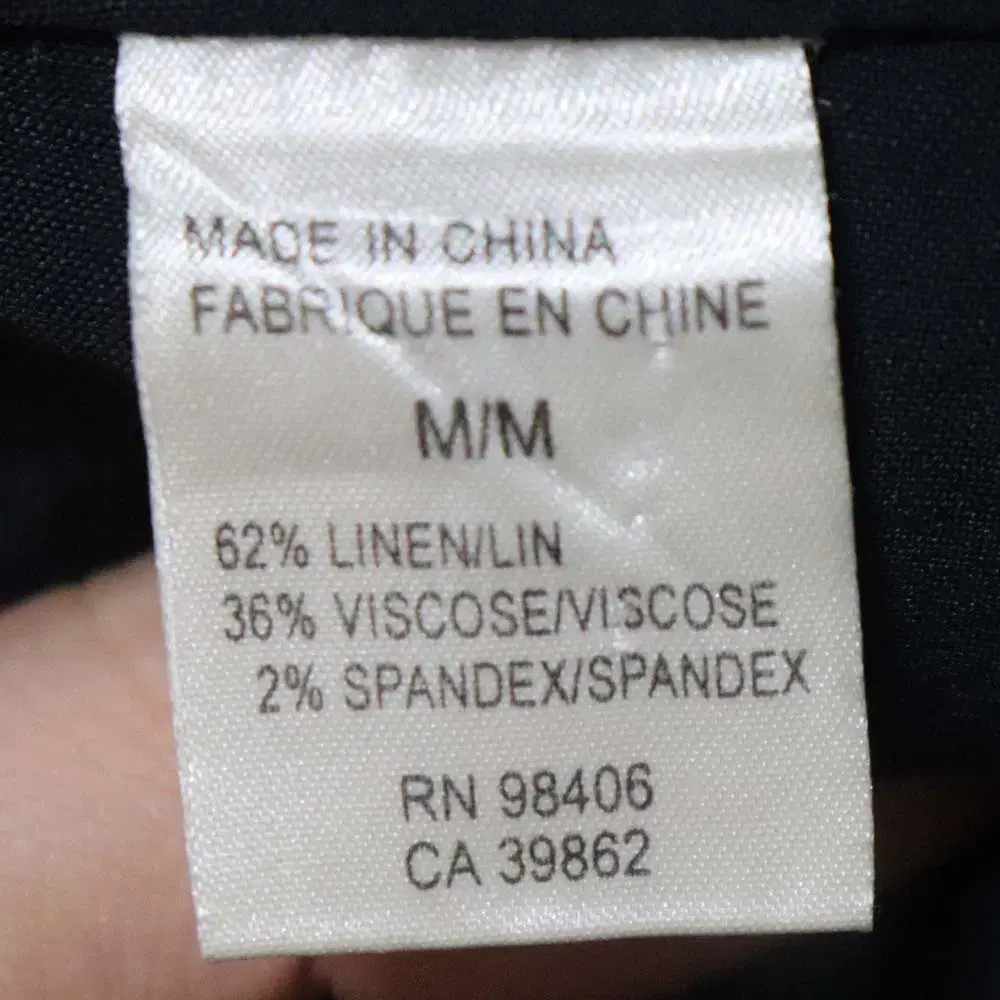 MADE IN CHINA
FABRIQUE EN CHINE
M/M
62% LINEN/LIN
36% VISCOSE/VISCOSE
2% SPANDEX/SPANDEX
RN 98406
CA 39862